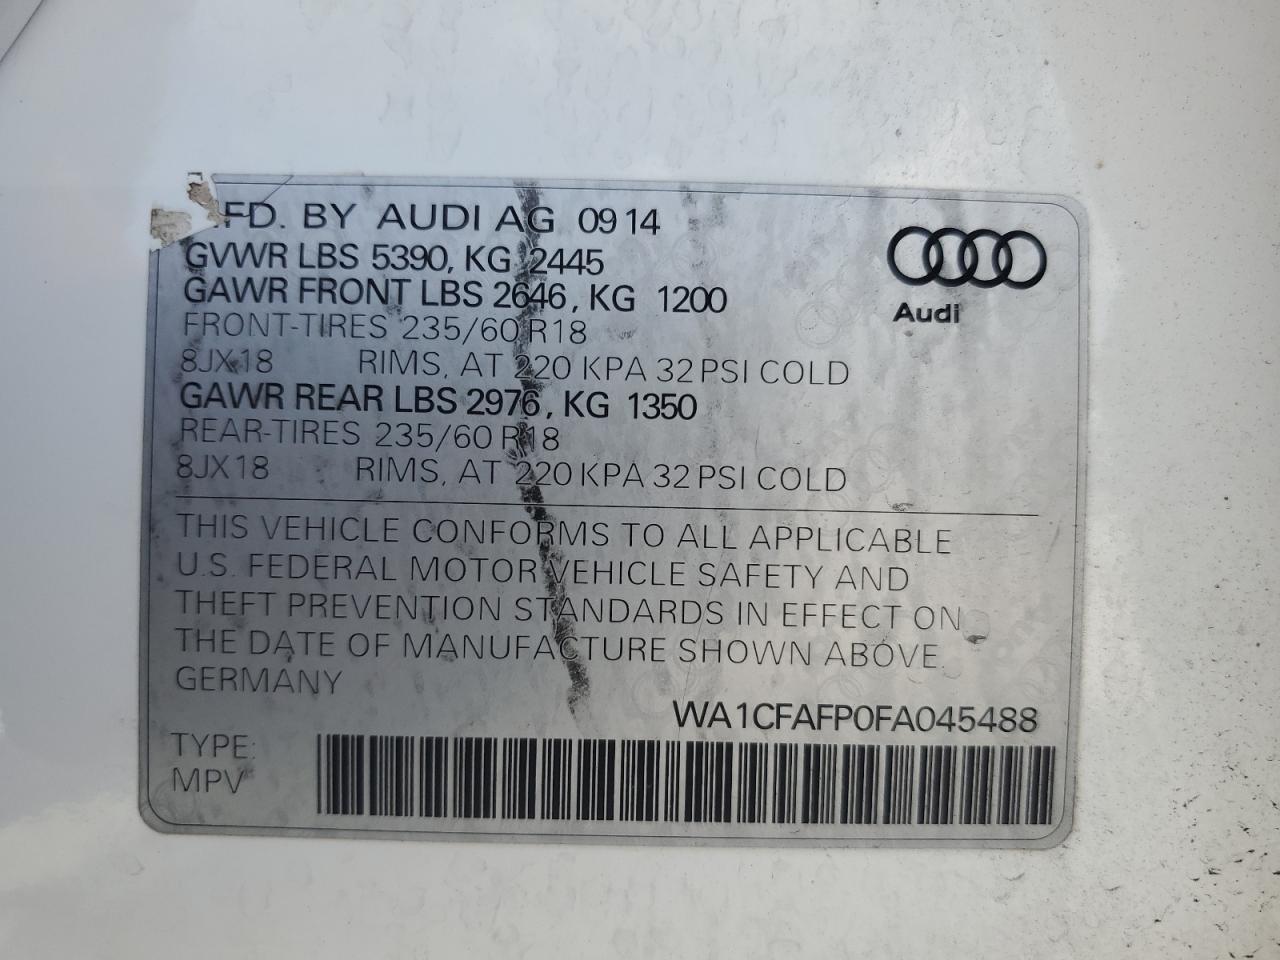 MFD. BY AUDI AG 09 14
GVWR LBS 5390, KG 2445
GAWR FRONT LBS 2646, KG 1200
FRONT-TIRES 235/60 R18
8JX18 RIMS, AT 220 KPA 32 PSI COLD
GAWR REAR LBS 2976, KG 1350
REAR-TIRES 235/60 R18
8JX18 RIMS, AT 220 KPA 32 PSI COLD
Audi
THIS VEHICLE CONFORMS TO ALL APPLICABLE
U.S. FEDERAL MOTOR VEHICLE SAFETY AND
THEFT PREVENTION STANDARDS IN EFFECT ON
THE DATE OF MANUFACTURE SHOWN ABOVE.
GERMANY
WA1CFAFP0FA045488
TYPE:
MPV